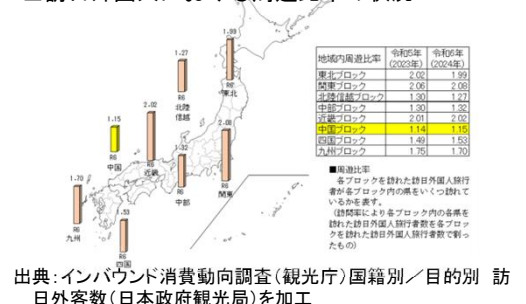 1.99
R6
東北
1.27
R6
北陸
信越
2.02
R6
近畿
1.15
R6
中国
2.08
R6
関東
1.32
R6
中部
1.70
R6
九州
1.53
R6
四国
地域内周遊比率 令和5年(2023年) 令和6年(2024年)
東北ブロック 2.02 1.99
関東ブロック 2.06 2.08
北陸信越ブロック 1.30 1.27
中部ブロック 1.30 1.32
近畿ブロック 2.01 2.02
中国ブロック 1.14 1.15
四国ブロック 1.49 1.53
九州ブロック 1.75 1.70
■周遊比率
各ブロックを訪れた訪日外国人旅行
者が各ブロック内の県をいくつ訪れて
いるかを表す。
(訪問率により各ブロック内の各県を
訪れた訪日外国人旅行者数を各ブロッ
クを訪れた訪日外国人旅行者数で割っ
たもの)
出典:インバウンド消費動向調査(観光庁)国籍別/目的別 訪
日外客数(日本政府観光局)を加工